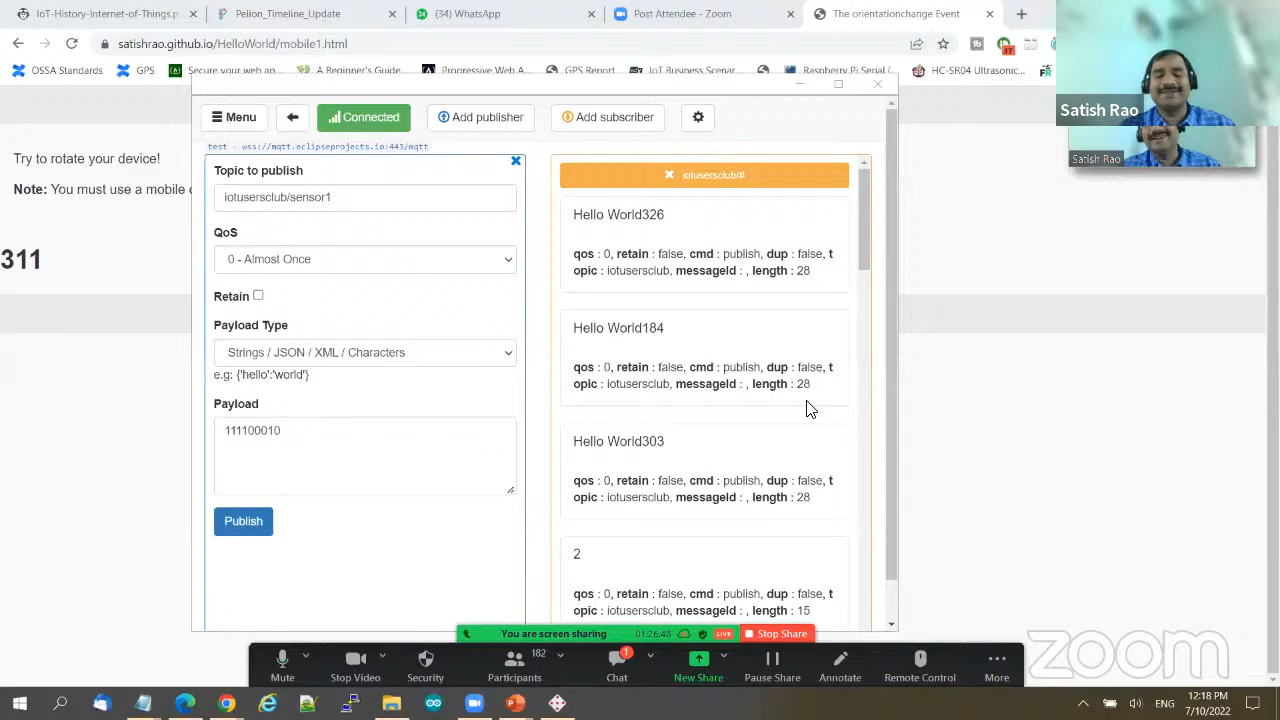 IoT-History-Internet-of-Things.p
Pelion_Timeline_Update
(34) WhatsApp
Post Attendee - Zoom
The orientationchange Event
satishrao.github.io/HelloWorld/mobile1.html
OSSA Standards
GPS
Secure your web ap
A Beginner's Guide
Progressive Web A
GPS Report
IoT Business Scenar
Raspberry Pi Serial (
HC-SR04 Ultrasonic...
Satish Rao
Satish Rao
Menu
Connected
Add publisher
Add subscriber
test - wss://mqtt.eclipseprojects.io:443/mqtt
Try to rotate your device!
Note: You must use a mobile
311
Topic to publish
iotusersclub/sensor1
QoS
0 - Almost Once
Retain
Payload Type
Strings / JSON / XML / Characters
e.g: {'hello':'world'}
Payload
111100010
Publish
iotusersclub/#
Hello World326
qos : 0, retain : false, cmd : publish, dup : false, t
opic : iotusersclub, messageId : , length : 28
Hello World184
qos : 0, retain : false, cmd : publish, dup : false, t
opic : iotusersclub, messageId : , length : 28
Hello World303
qos : 0, retain : false, cmd : publish, dup : false, t
opic : iotusersclub, messageId : , length : 28
2
qos : 0, retain : false, cmd : publish, dup : false, t
opic : iotusersclub, messageId : , length : 15
You are screen sharing
01:26:48
LIVE
Stop Share
Mute
Stop Video
Security
182
Participants
1
Chat
New Share
Pause Share
Annotate
Remote Control
More
zoom
ENG
12:18 PM
7/10/2022